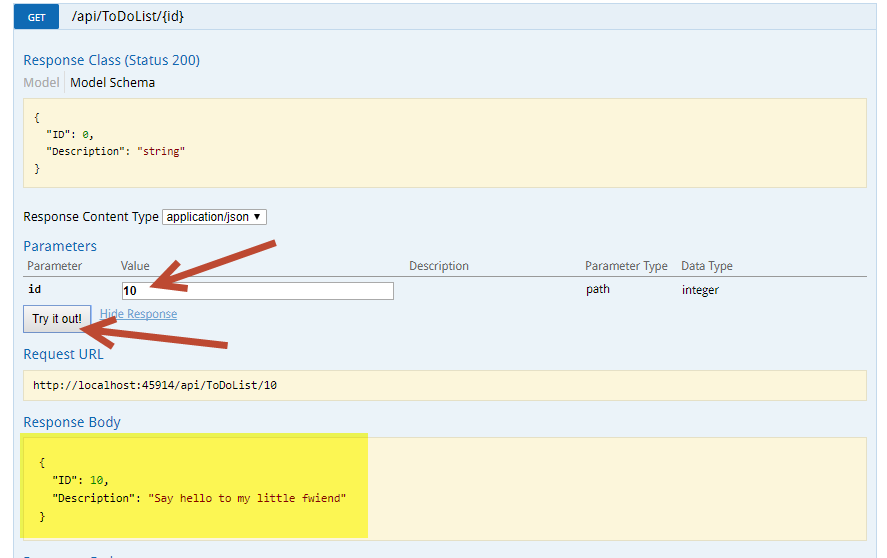 GET /api/ToDoList/{id}
Response Class (Status 200)
Model Model Schema
{
"ID": 0,
"Description": "string"
}
Response Content Type application/json
Parameters
Parameter Value Description Parameter Type Data Type
id 10 path integer
Try it out! Hide Response
Request URL
http://localhost:45914/api/ToDoList/10
Response Body
{
"ID": 10,
"Description": "Say hello to my little fwiend"
}